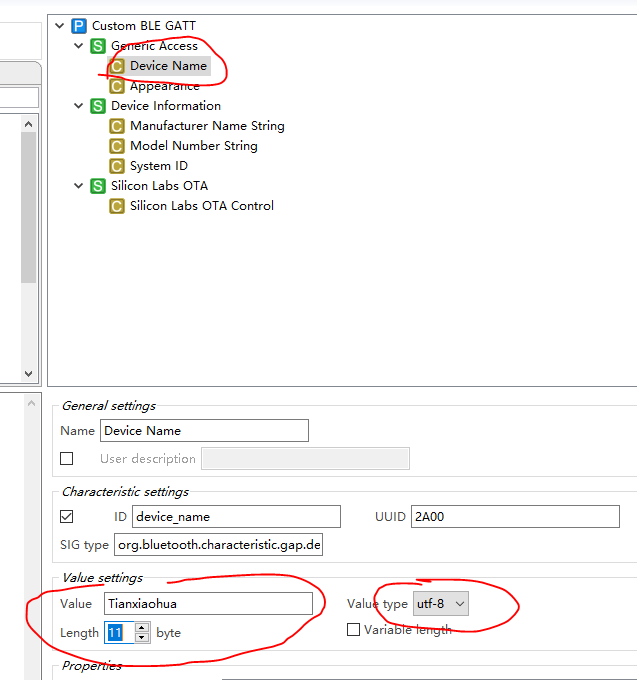 P Custom BLE GATT
S Generic Access
C Device Name
C Appearance
S Device Information
C Manufacturer Name String
C Model Number String
C System ID
S Silicon Labs OTA
C Silicon Labs OTA Control
General settings
Name Device Name
User description
Characteristic settings
ID device_name UUID 2A00
SIG type org.bluetooth.characteristic.gap.de
Value settings
Value Tianxiaohua Value type utf-8
Length 11 byte Variable length
Properties